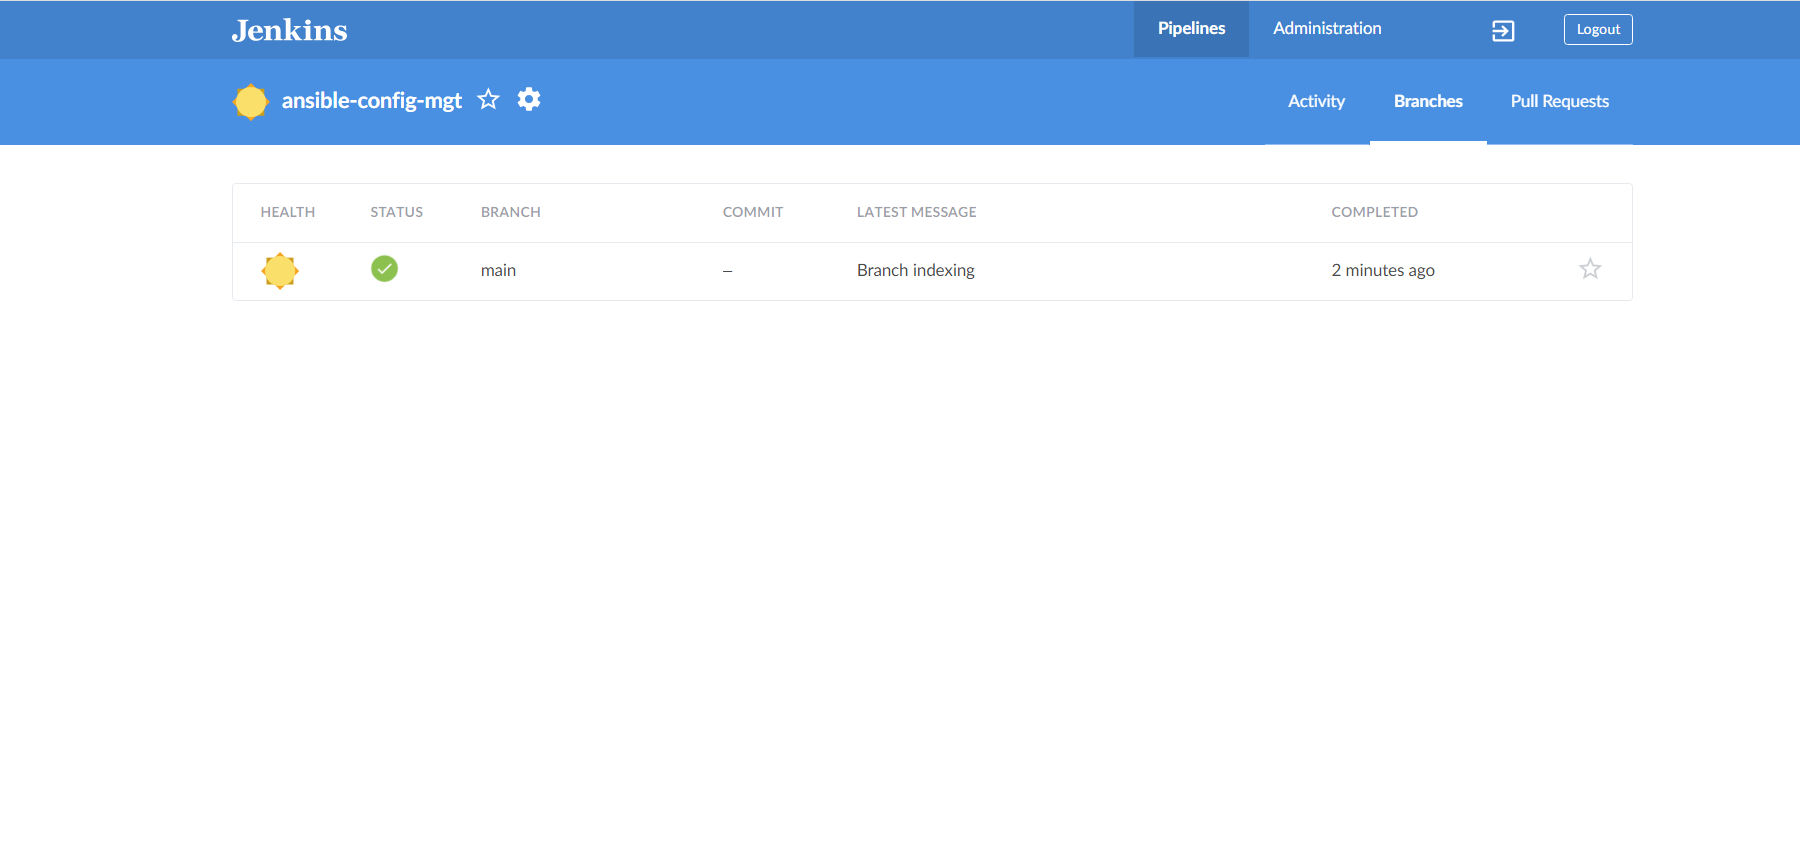 Jenkins
Pipelines Administration Logout
ansible-config-mgt
Activity Branches Pull Requests
HEALTH STATUS BRANCH COMMIT LATEST MESSAGE COMPLETED
main – Branch indexing 2 minutes ago